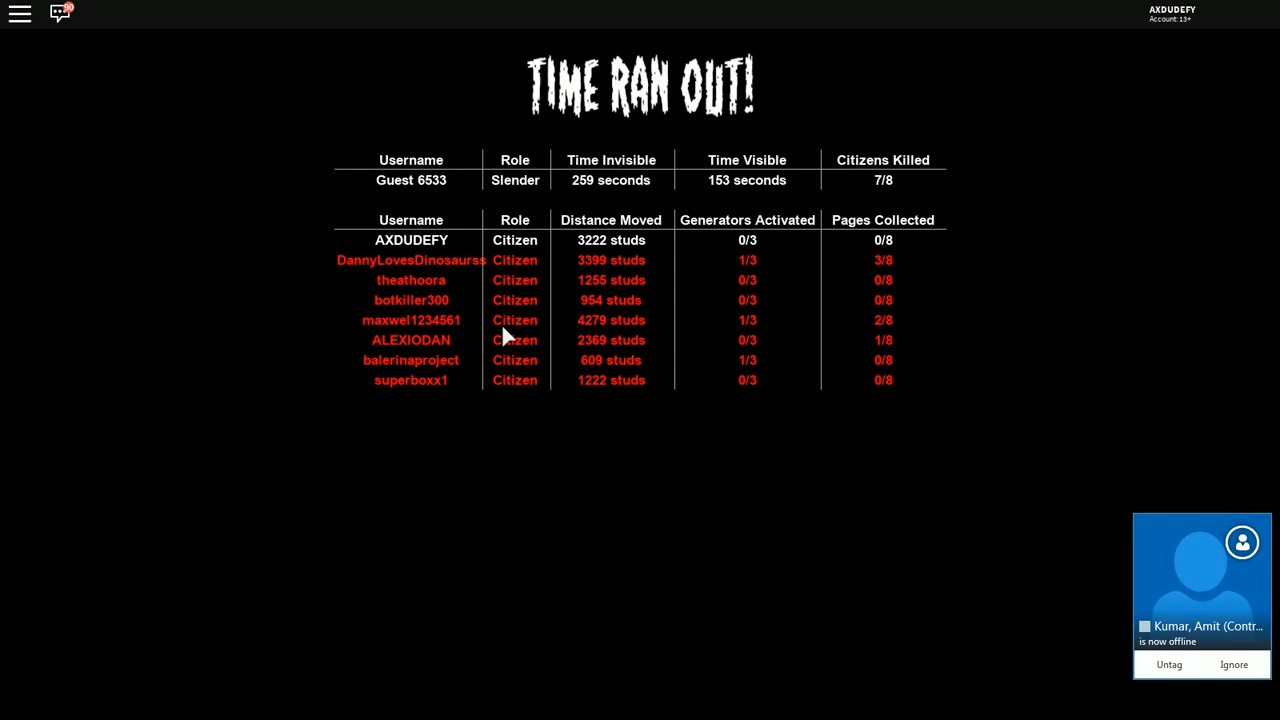 90
AXDUDEFY
Account: 13+
TIME RAN OUT!
Username Role Time Invisible Time Visible Citizens Killed
Guest 6533 Slender 259 seconds 153 seconds 7/8
Username Role Distance Moved Generators Activated Pages Collected
AXDUDEFY Citizen 3222 studs 0/3 0/8
DannyLovesDinosaurss Citizen 3399 studs 1/3 3/8
theathoora Citizen 1255 studs 0/3 0/8
botkiller300 Citizen 954 studs 0/3 0/8
maxwel1234561 Citizen 4279 studs 1/3 2/8
ALEXIODAN Citizen 2369 studs 0/3 1/8
balerinaproject Citizen 609 studs 1/3 0/8
superboxx1 Citizen 1222 studs 0/3 0/8
Kumar, Amit (Contr...
is now offline
Untag Ignore